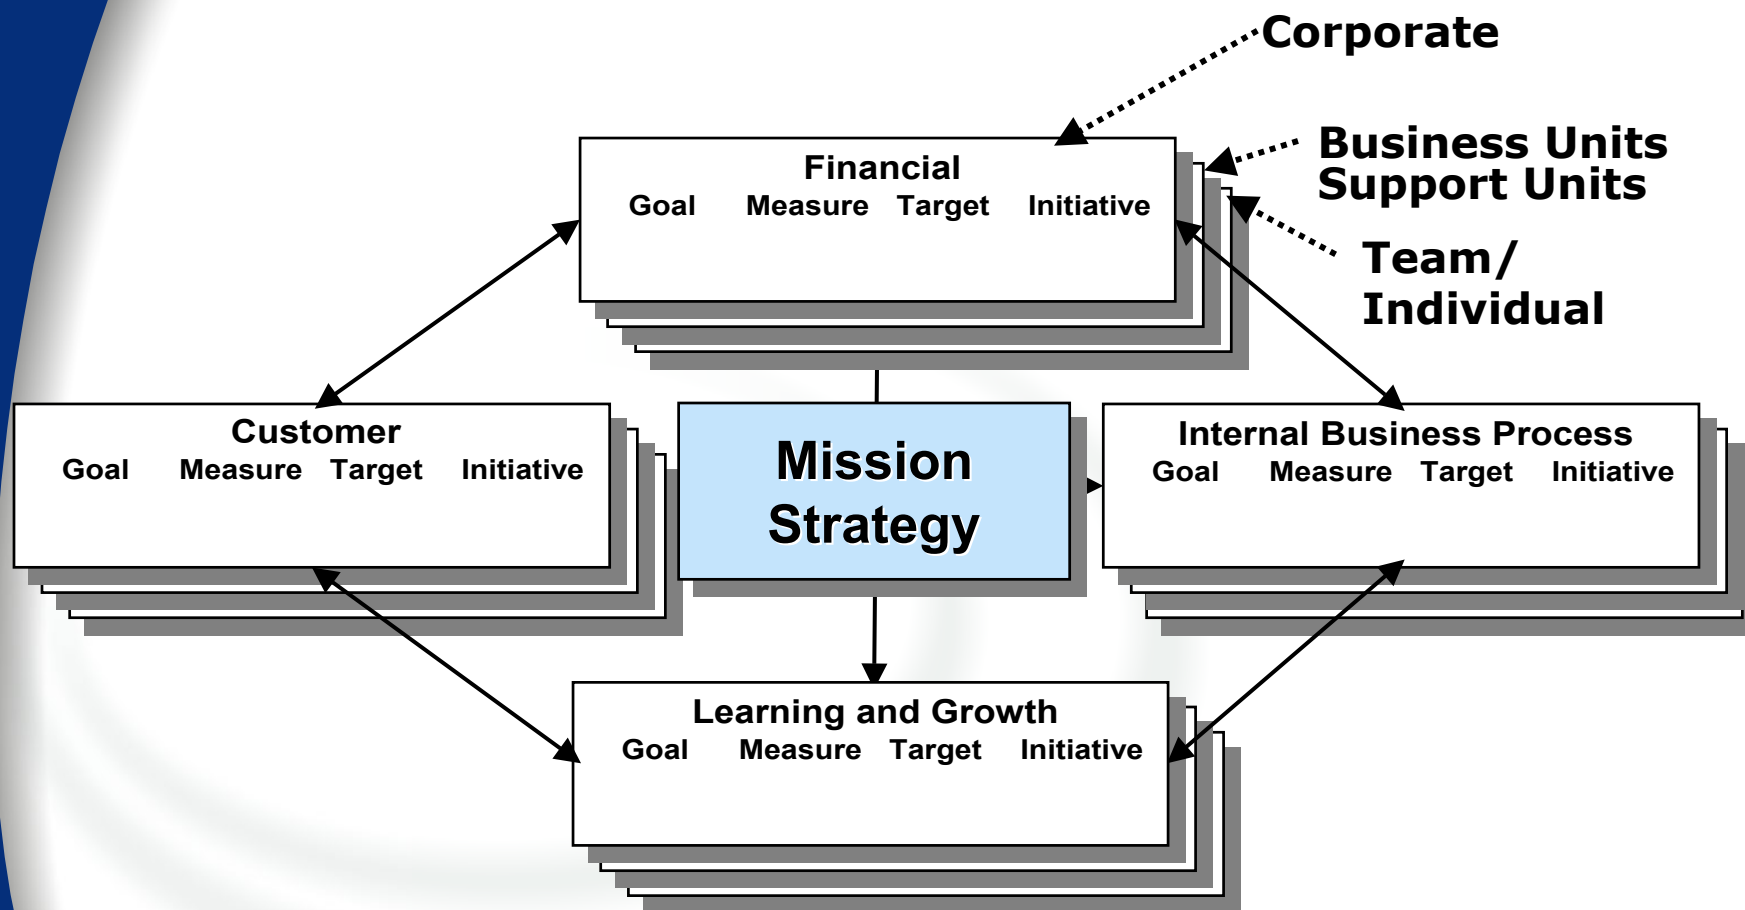 Corporate
Financial
Goal Measure Target Initiative
Business Units
Support Units
Team/
Individual
Customer
Goal Measure Target Initiative
Mission
Strategy
Internal Business Process
Goal Measure Target Initiative
Learning and Growth
Goal Measure Target Initiative